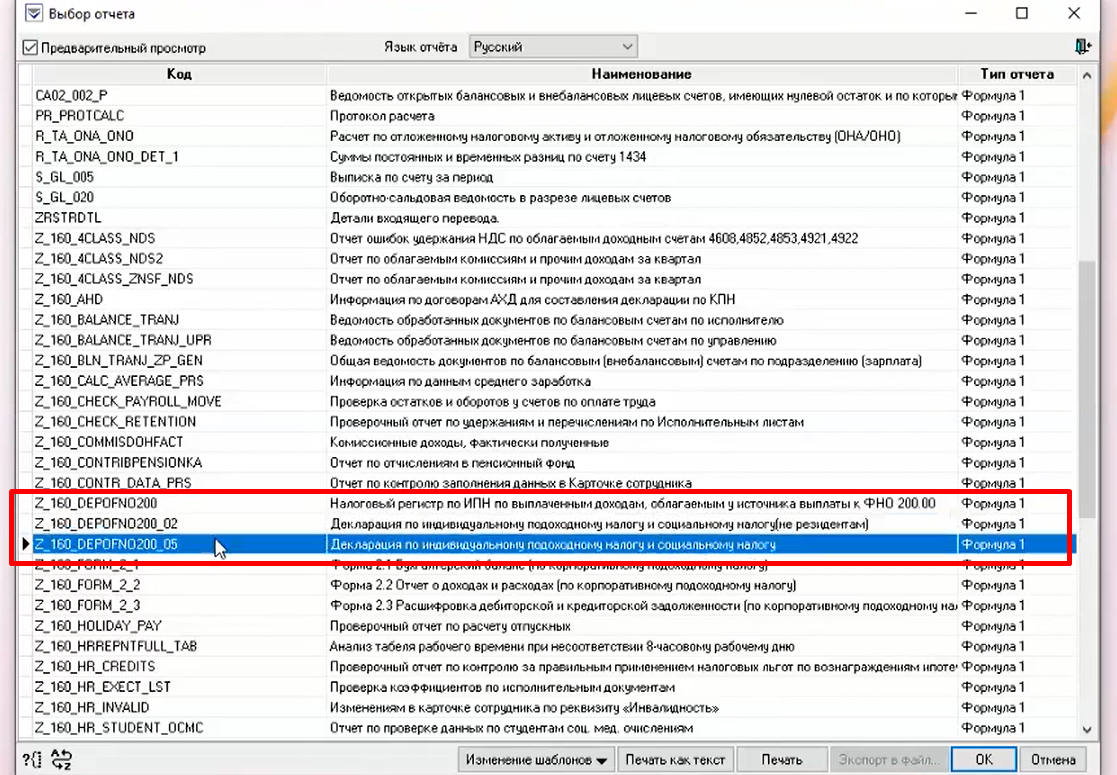 Выбор отчета
Предварительный просмотр Язык отчёта Русский
Код Наименование Тип отчета
CA02_002_P Ведомость открытых балансовых и внебалансовых лицевых счетов, имеющих нулевой остаток и по которы Формула 1
PR_PROTCALC Протокол расчета Формула 1
R_TA_ONA_ONO Расчет по отложенному налоговому активу и отложенному налоговому обязательству (ОНА/ОНО) Формула 1
R_TA_ONA_ONO_DET_1 Суммы постоянных и временных разниц по счету 1434 Формула 1
S_GL_005 Выписка по счету за период Формула 1
S_GL_020 Оборотно-сальдовая ведомость в разрезе лицевых счетов Формула 1
ZRSTRDTL Детали входящего перевода. Формула 1
Z_160_4CLASS_NDS Отчет ошибок удержания НДС по облагаемым доходным счетам 4608,4852,4853,4921,4922 Формула 1
Z_160_4CLASS_NDS2 Отчет по облагаемым комиссиям и прочим доходам за квартал Формула 1
Z_160_4CLASS_ZNSF_NDS Отчет по облагаемым комиссиям и прочим доходам за квартал Формула 1
Z_160_AHD Информация по договорам АХД для составления декларации по КПН Формула 1
Z_160_BALANCE_TRANJ Ведомость обработанных документов по балансовым счетам по исполнителю Формула 1
Z_160_BALANCE_TRANJ_UPR Ведомость обработанных документов по балансовым счетам по управлению Формула 1
Z_160_BLN_TRANJ_ZP_GEN Общая ведомость документов по балансовым (внебалансовым) счетам по подразделению (зарплата) Формула 1
Z_160_CALC_AVERAGE_PRS Информация по данным среднего заработка Формула 1
Z_160_CHECK_PAYROLL_MOVE Проверка остатков и оборотов у счетов по оплате труда Формула 1
Z_160_CHECK_RETENTION Проверочный отчет по удержаниям и перечислениям по Исполнительным листам Формула 1
Z_160_COMMISDOHFACT Комиссионные доходы, фактически полученные Формула 1
Z_160_CONTRIBPENSIONKA Отчет по отчислениям в пенсионный фонд Формула 1
Z_160_CONTR_DATA_PRS Отчет по контролю заполнения данных в Карточке сотрудника Формула 1
Z_160_DEPOFNO200 Налоговый регистр по ИПН по выплаченным доходам, облагаемым у источника выплаты к ФНО 200.00 Формула 1
Z_160_DEPOFNO200_02 Декларация по индивидуальному подоходному налогу и социальному налогу(не резидентам) Формула 1
Z_160_DEPOFNO200_05 Декларация по индивидуальному подоходному налогу и социальному налогу Формула 1
Z_160_FORM_2_1 Форма 2.1 Бухгалтерский баланс (по корпоративному подоходному налогу) Формула 1
Z_160_FORM_2_2 Форма 2.2 Отчет о доходах и расходах (по корпоративному подоходному налогу) Формула 1
Z_160_FORM_2_3 Форма 2.3 Расшифровка дебиторской и кредиторской задолженности (по корпоративному подоходному на Формула 1
Z_160_HOLIDAY_PAY Проверочный отчет по расчету отпускных Формула 1
Z_160_HRREPNTFULL_TAB Анализ табеля рабочего времени при несоответствии 8-часовому рабочему дню Формула 1
Z_160_HR_CREDITS Проверочный отчет по контролю за правильным применением налоговых льгот по вознаграждениям ипоте Формула 1
Z_160_HR_EXECT_LST Проверка коэффициентов по исполнительным документам Формула 1
Z_160_HR_INVALID Изменениям в карточке сотрудника по реквизиту «Инвалидность» Формула 1
Z_160_HR_STUDENT_OCMC Отчет по проверке данных по студентам соц. мед. очислениям Формула 1
Изменение шаблонов Печать как текст Печать Экспорт в файл... OK Отмена